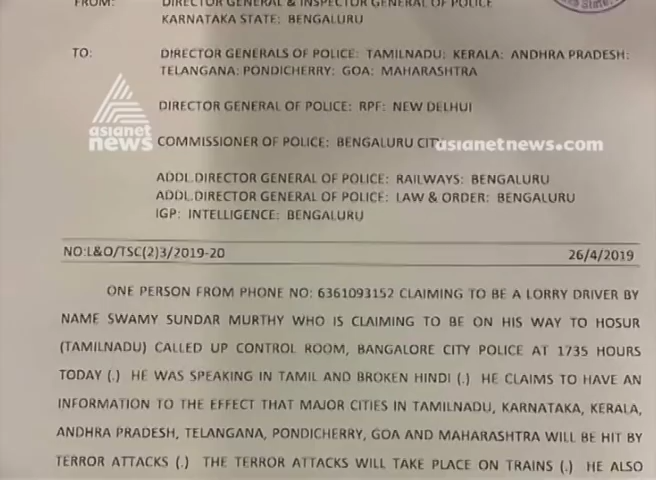 FROM: DIRECTOR GENERAL & INSPECTOR GENERAL OF POLICE
KARNATAKA STATE: BENGALURU
TO: DIRECTOR GENERALS OF POLICE: TAMILNADU: KERALA: ANDHRA PRADESH:
TELANGANA: PONDICHERRY: GOA: MAHARASHTRA
DIRECTOR GENERAL OF POLICE: RPF: NEW DELHUI
asianet
news
COMMISSIONER OF POLICE: BENGALURU CITY
asianetnews.com
ADDL.DIRECTOR GENERAL OF POLICE: RAILWAYS: BENGALURU
ADDL.DIRECTOR GENERAL OF POLICE: LAW & ORDER: BENGALURU
IGP: INTELLIGENCE: BENGALURU
NO:L&O/TSC(2)3/2019-20 26/4/2019
ONE PERSON FROM PHONE NO: 6361093152 CLAIMING TO BE A LORRY DRIVER BY
NAME SWAMY SUNDAR MURTHY WHO IS CLAIMING TO BE ON HIS WAY TO HOSUR
(TAMILNADU) CALLED UP CONTROL ROOM, BANGALORE CITY POLICE AT 1735 HOURS
TODAY (.) HE WAS SPEAKING IN TAMIL AND BROKEN HINDI (.) HE CLAIMS TO HAVE AN
INFORMATION TO THE EFFECT THAT MAJOR CITIES IN TAMILNADU, KARNATAKA, KERALA,
ANDHRA PRADESH, TELANGANA, PONDICHERRY, GOA AND MAHARASHTRA WILL BE HIT BY
TERROR ATTACKS (.) THE TERROR ATTACKS WILL TAKE PLACE ON TRAINS (.) HE ALSO